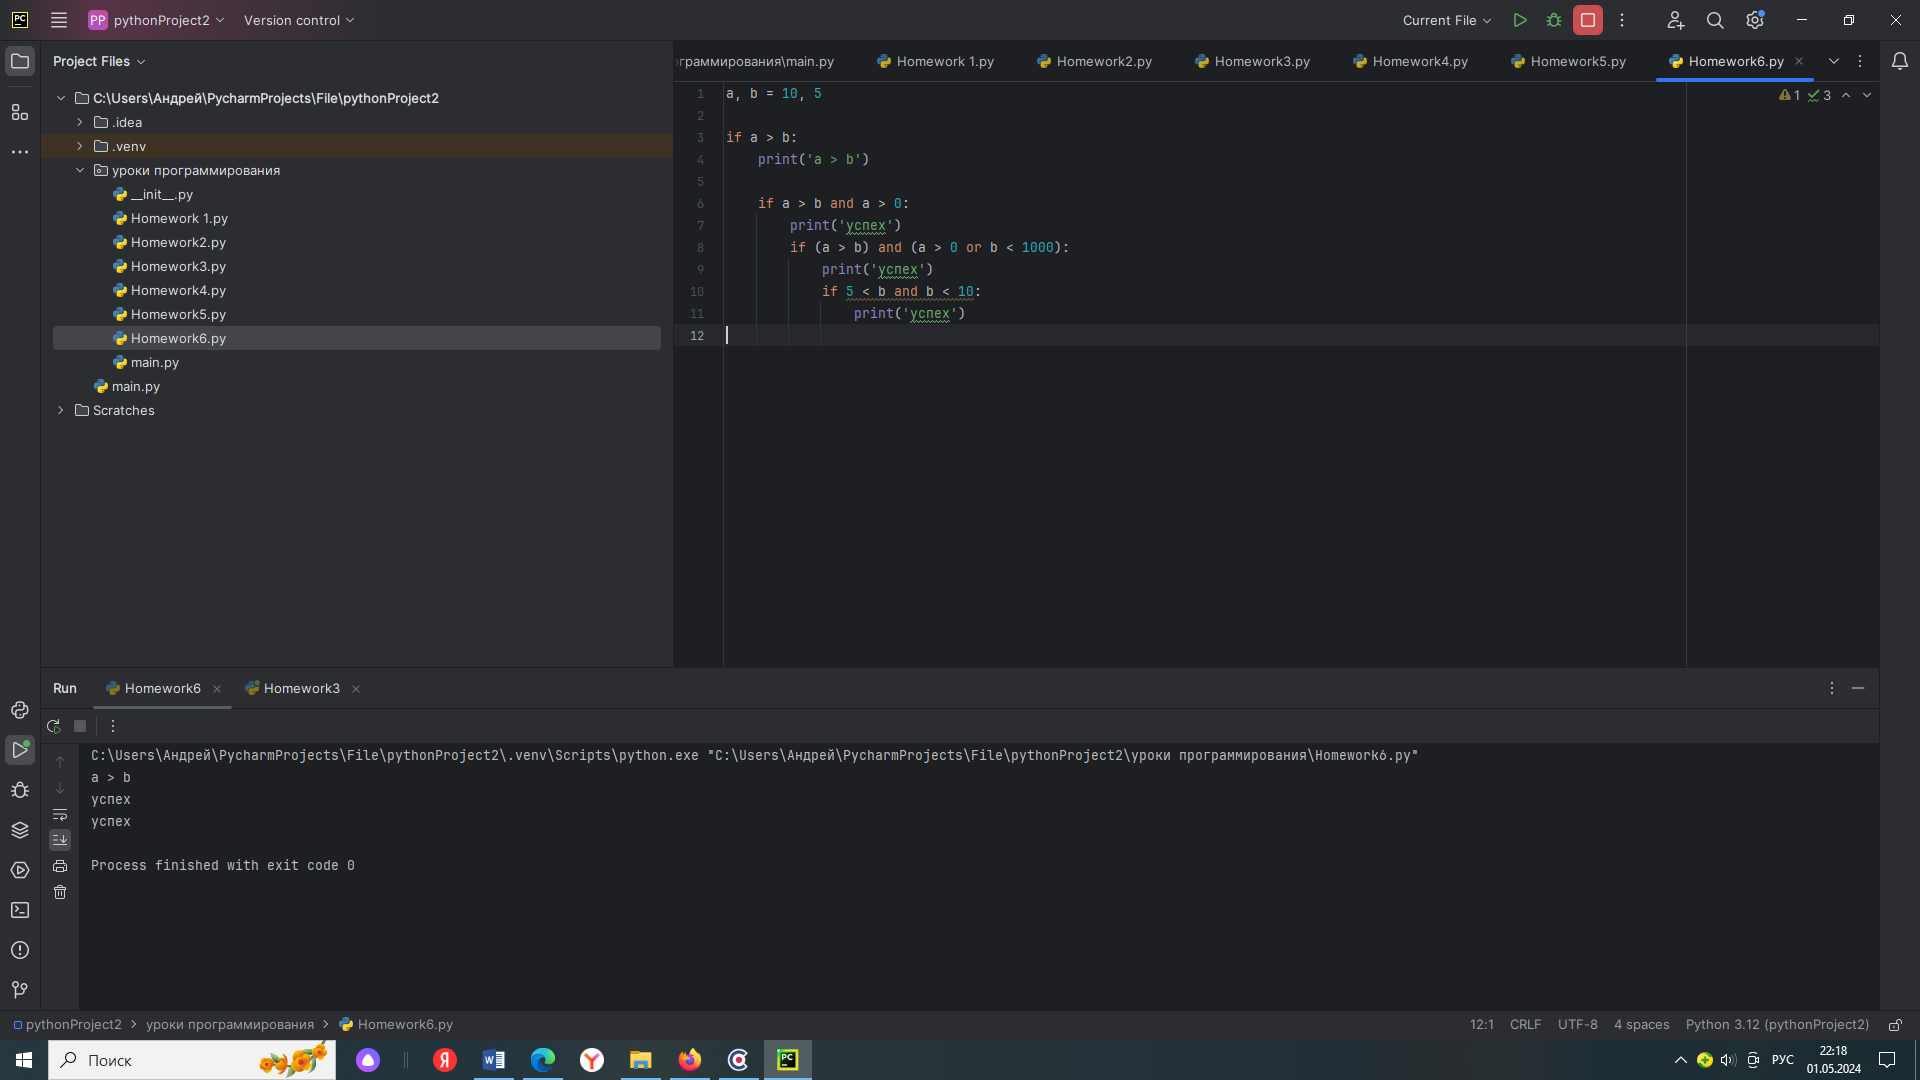 PC
PP pythonProject2
Version control
Current File
Project Files
граммирования\main.py
Homework 1.py
Homework2.py
Homework3.py
Homework4.py
Homework5.py
Homework6.py
C:\Users\Андрей\PycharmProjects\File\pythonProject2
.idea
.venv
уроки программирования
__init__.py
Homework 1.py
Homework2.py
Homework3.py
Homework4.py
Homework5.py
Homework6.py
main.py
main.py
Scratches
1 a, b = 10, 5
2
3 if a > b:
4 print('a > b')
5
6 if a > b and a > 0:
7 print('успех')
8 if (a > b) and (a > 0 or b < 1000):
9 print('успех')
10 if 5 < b and b < 10:
11 print('успех')
12
1 3
Run
Homework6
Homework3
C:\Users\Андрей\PycharmProjects\File\pythonProject2\.venv\Scripts\python.exe "C:\Users\Андрей\PycharmProjects\File\pythonProject2\уроки программирования\Homework6.py"
a > b
успех
успех
Process finished with exit code 0
pythonProject2 > уроки программирования > Homework6.py
12:1 CRLF UTF-8 4 spaces Python 3.12 (pythonProject2)
Поиск
Я
W
Y
PC
РУС
22:18
01.05.2024